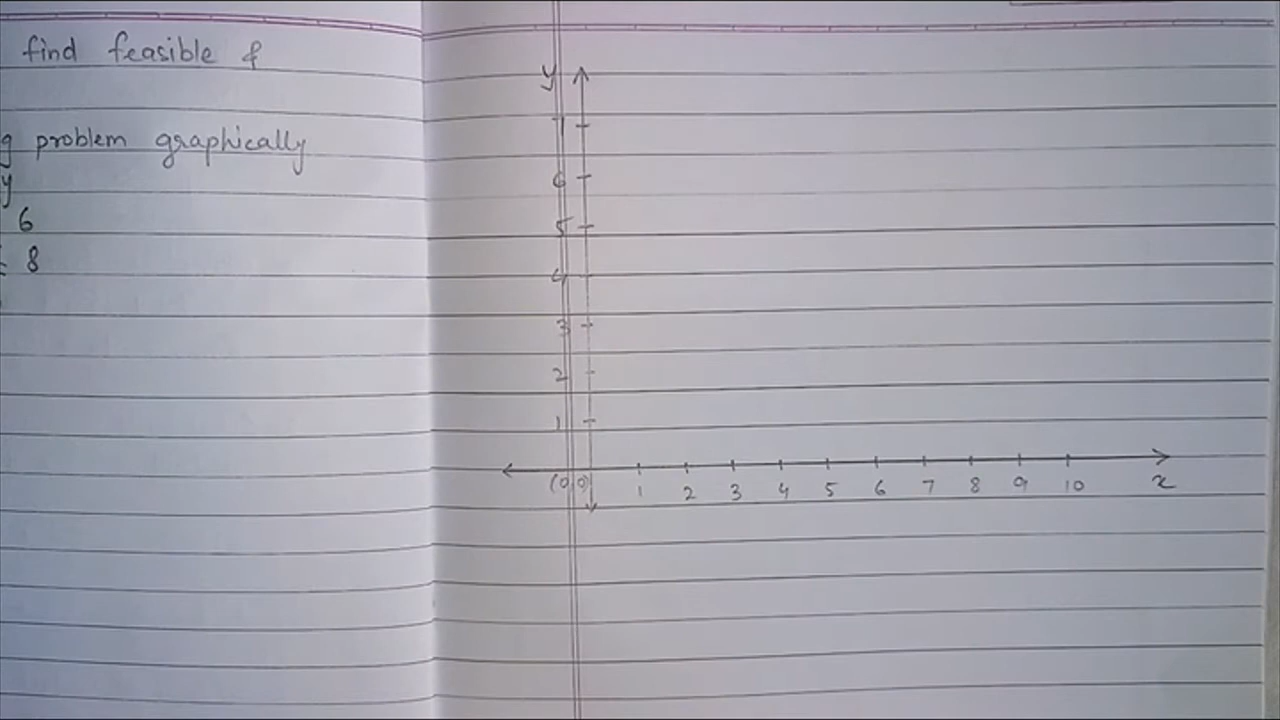 find feasible &
g problem graphically
y
6
8
y
7
6
5
4
3
2
1
(0,0) 1 2 3 4 5 6 7 8 9 10 x